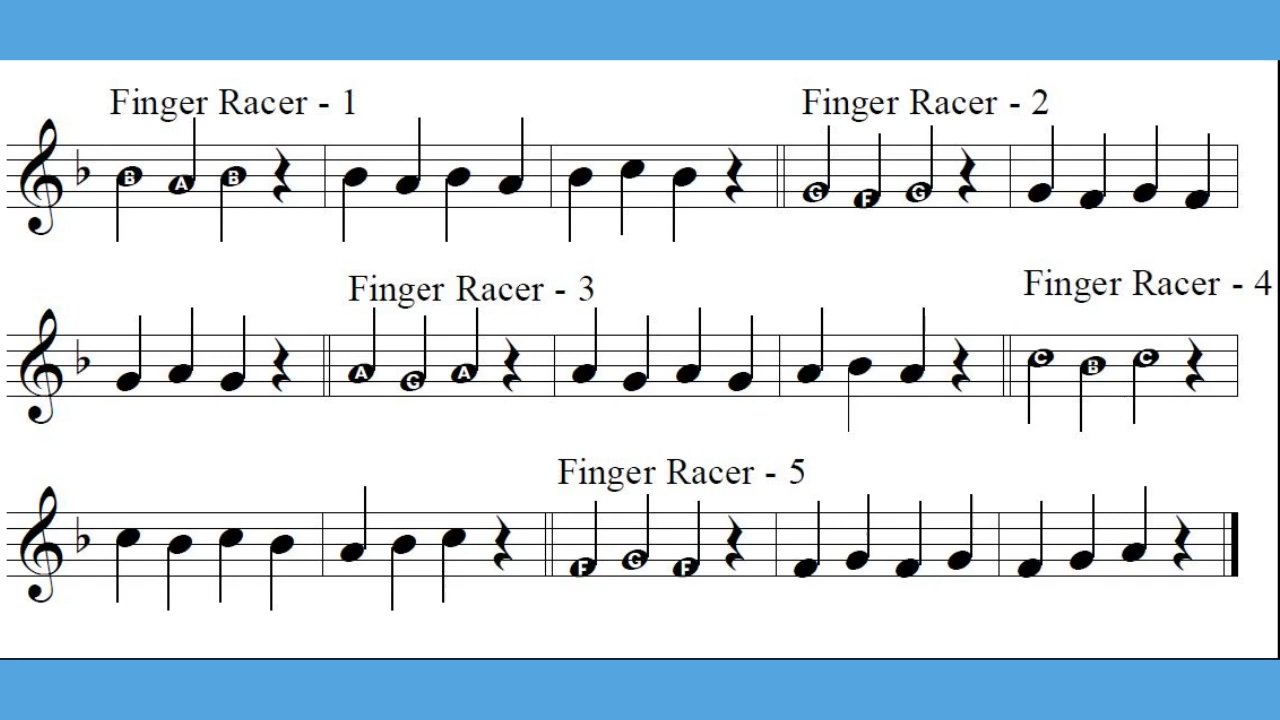 Finger Racer - 1
Finger Racer - 2
B A B G F G
Finger Racer - 3
Finger Racer - 4
A G A C B C
Finger Racer - 5
F G F